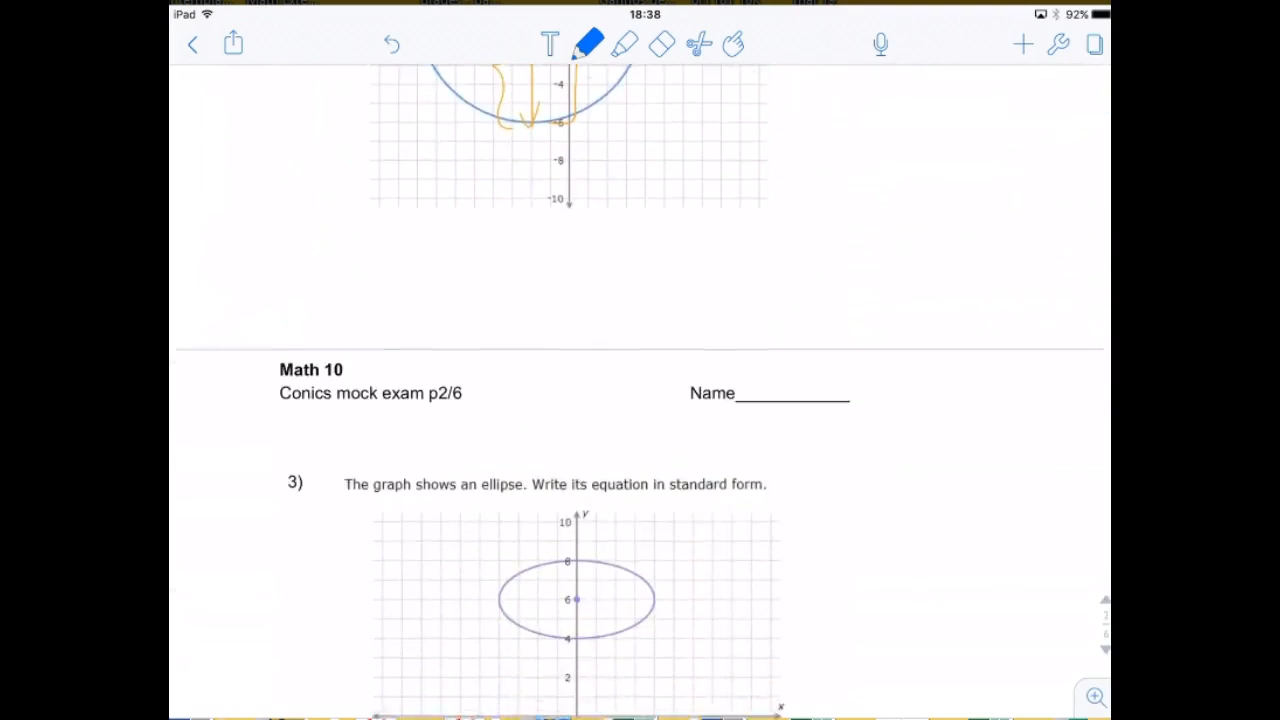 iPad 18:38 92%
T
-4
-6
-8
-10
Math 10
Conics mock exam p2/6 Name____________
3) The graph shows an ellipse. Write its equation in standard form.
10 y
8
6
4
2
x